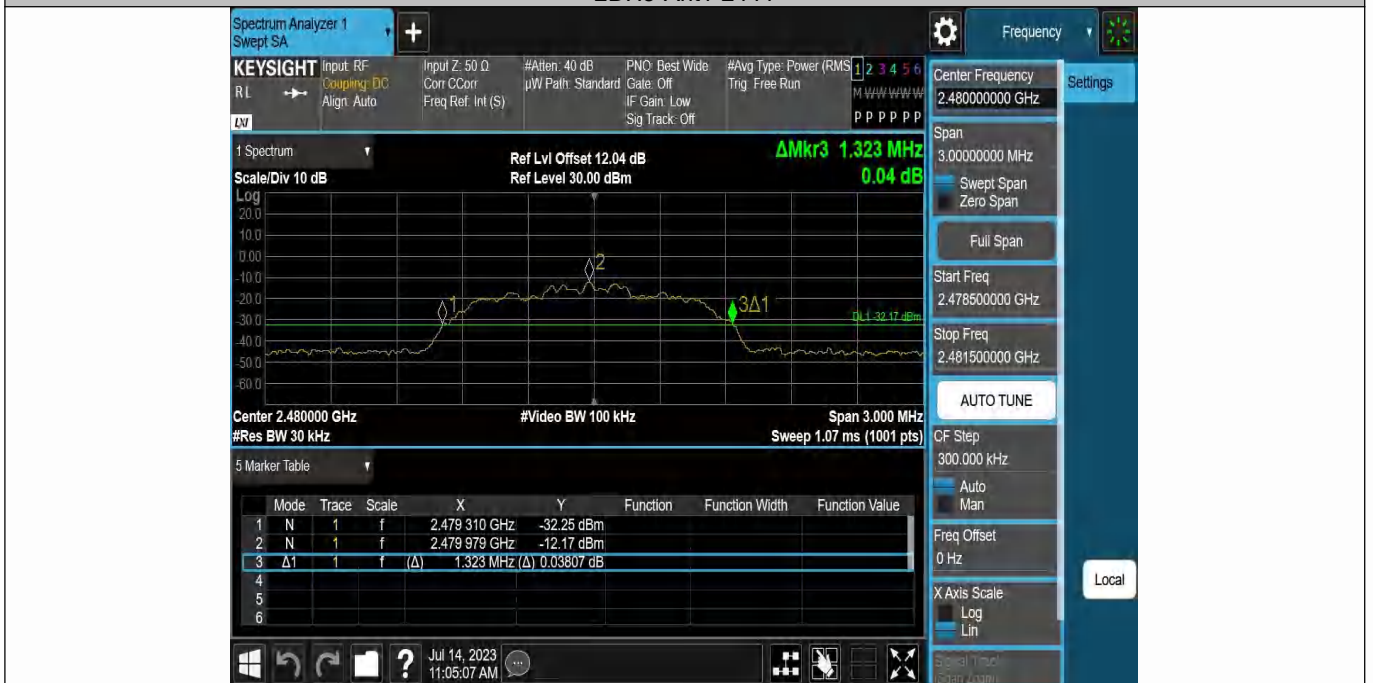 Spectrum Analyzer 1
Swept SA
+
Frequency
KEYSIGHT
RL
LXI
Input: RF
Coupling: DC
Align: Auto
Input Z: 50 Ω
Corr CCorr
Freq Ref: Int (S)
#Atten: 40 dB
µW Path: Standard
PNO: Best Wide
Gate: Off
IF Gain: Low
Sig Track: Off
#Avg Type: Power (RMS
Trig: Free Run
1 2 3 4 5 6
M W W W W W
P P P P P P
1 Spectrum
Scale/Div 10 dB
Ref Lvl Offset 12.04 dB
Ref Level 30.00 dBm
ΔMkr3 1.323 MHz
0.04 dB
Log
20.0
10.0
0.00
-10.0
-20.0
-30.0
-40.0
-50.0
-60.0
1
2
3Δ1
DL1 -32.17 dBm
Center 2.480000 GHz
#Video BW 100 kHz
Span 3.000 MHz
#Res BW 30 kHz
Sweep 1.07 ms (1001 pts)
5 Marker Table
Mode Trace Scale X Y Function Function Width Function Value
1 N 1 f 2.479 310 GHz -32.25 dBm
2 N 1 f 2.479 979 GHz -12.17 dBm
3 Δ1 1 f (Δ) 1.323 MHz (Δ) 0.03807 dB
4
5
6
Jul 14, 2023
11:05:07 AM
Center Frequency
2.480000000 GHz
Settings
Span
3.00000000 MHz
Swept Span
Zero Span
Full Span
Start Freq
2.478500000 GHz
Stop Freq
2.481500000 GHz
AUTO TUNE
CF Step
300.000 kHz
Auto
Man
Freq Offset
0 Hz
Local
X Axis Scale
Log
Lin
Signal Track
(Span Zoom)